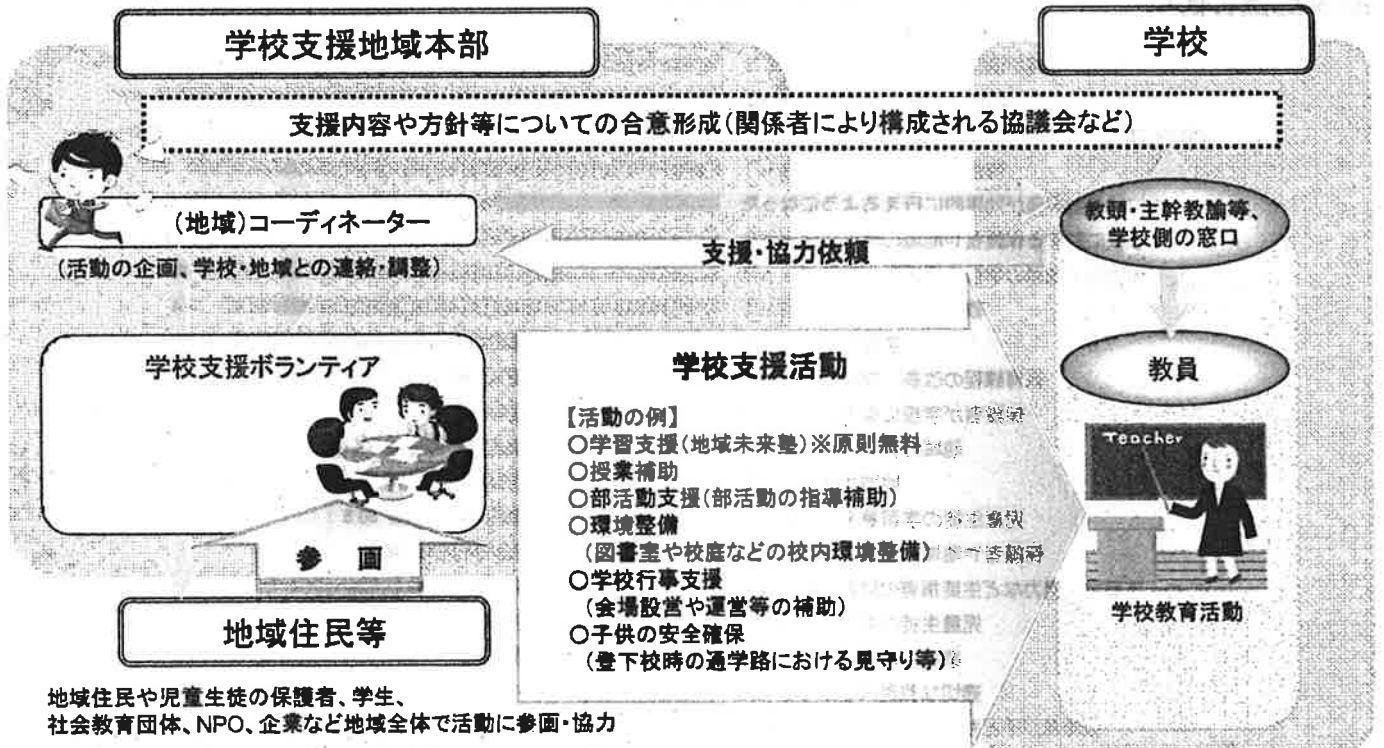 学校支援地域本部
学校
支援内容や方針等についての合意形成(関係者により構成される協議会など)
(地域)コーディネーター
(活動の企画、学校・地域との連絡・調整)
教頭・主幹教諭等、
学校側の窓口
支援・協力依頼
学校支援ボランティア
学校支援活動
教員
【活動の例】
○学習支援(地域未来塾)※原則無料
○授業補助
○部活動支援(部活動の指導補助)
○環境整備
(図書室や校庭などの校内環境整備)
○学校行事支援
(会場設営や運営等の補助)
○子供の安全確保
(登下校時の通学路における見守り等)
Teacher
学校教育活動
参画
地域住民等
地域住民や児童生徒の保護者、学生、
社会教育団体、NPO、企業など地域全体で活動に参画・協力